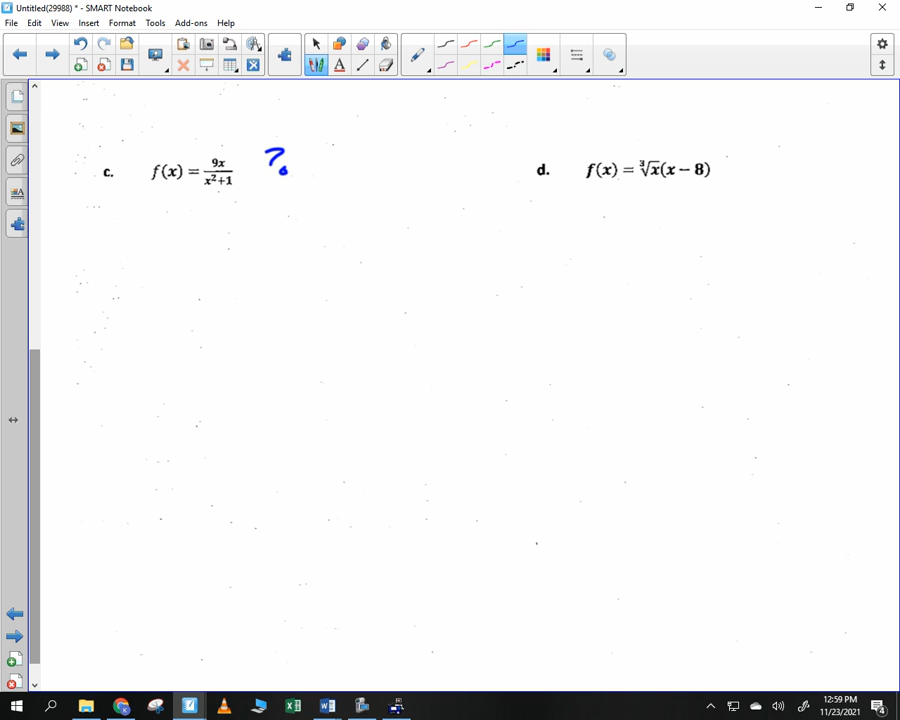 Untitled(29988) * - SMART Notebook
File Edit View Insert Format Tools Add-ons Help
c. f(x) = 9x/(x²+1) ?
d. f(x) = ∛x(x − 8)
12:59 PM
11/23/2021
4